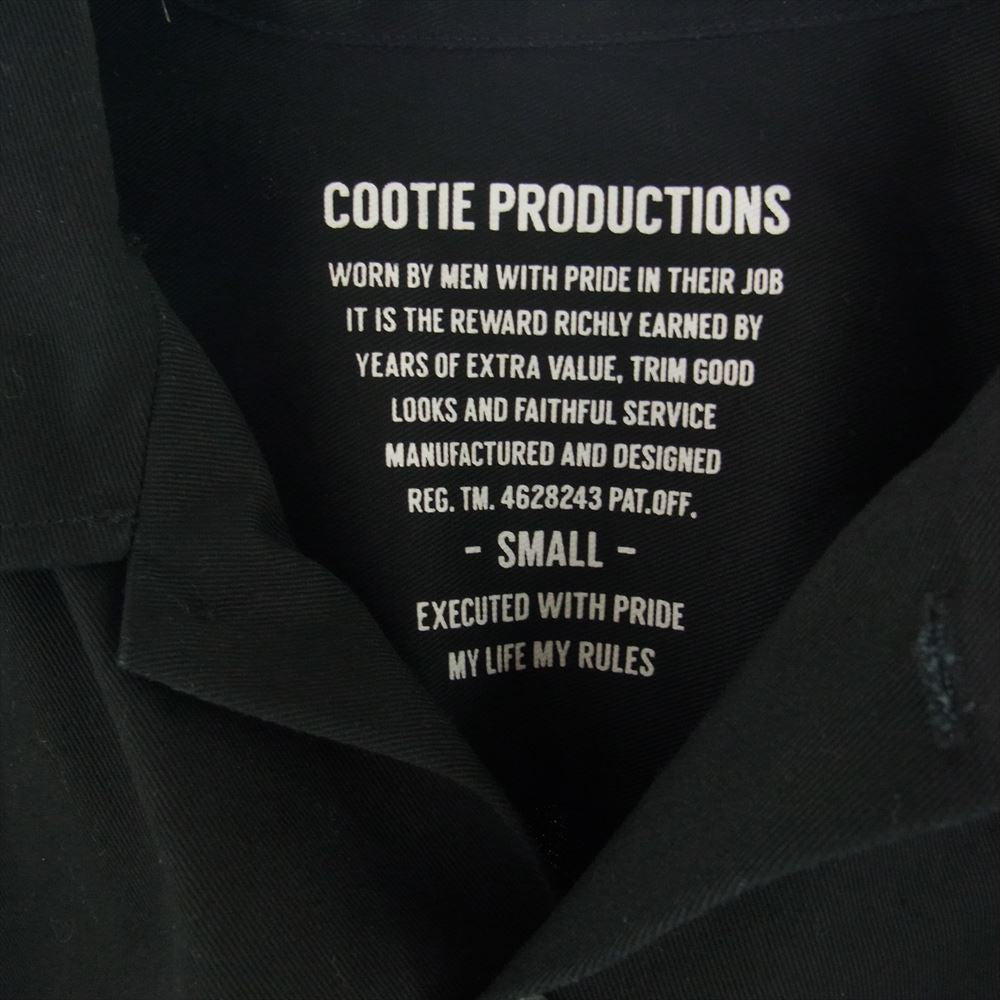 COOTIE PRODUCTIONS
WORN BY MEN WITH PRIDE IN THEIR JOB
IT IS THE REWARD RICHLY EARNED BY
YEARS OF EXTRA VALUE, TRIM GOOD
LOOKS AND FAITHFUL SERVICE
MANUFACTURED AND DESIGNED
REG. TM. 4628243 PAT.OFF.
- SMALL -
EXECUTED WITH PRIDE
MY LIFE MY RULES